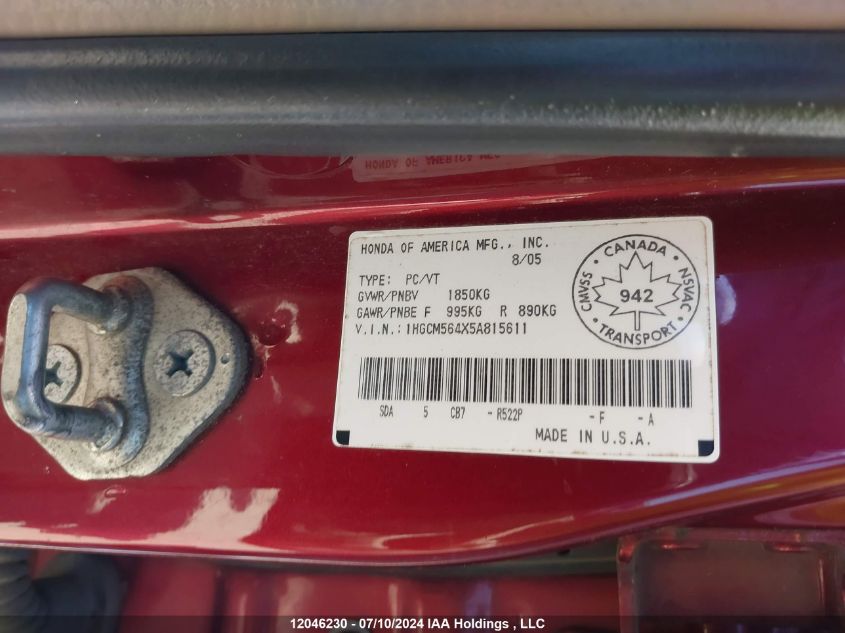 HONDA OF AMERICA MFG., INC.
8/05
TYPE: PC/VT
GVWR/PNBV 1850KG
GAWR/PNBE F 995KG R 890KG
V.I.N.:1HGCM564X5A815611
CANADA
CMVSS
NSVAC
942
TRANSPORT
SDA 5 CB7 -R522P -F -A
MADE IN U.S.A.
12046230 - 07/10/2024 IAA Holdings , LLC